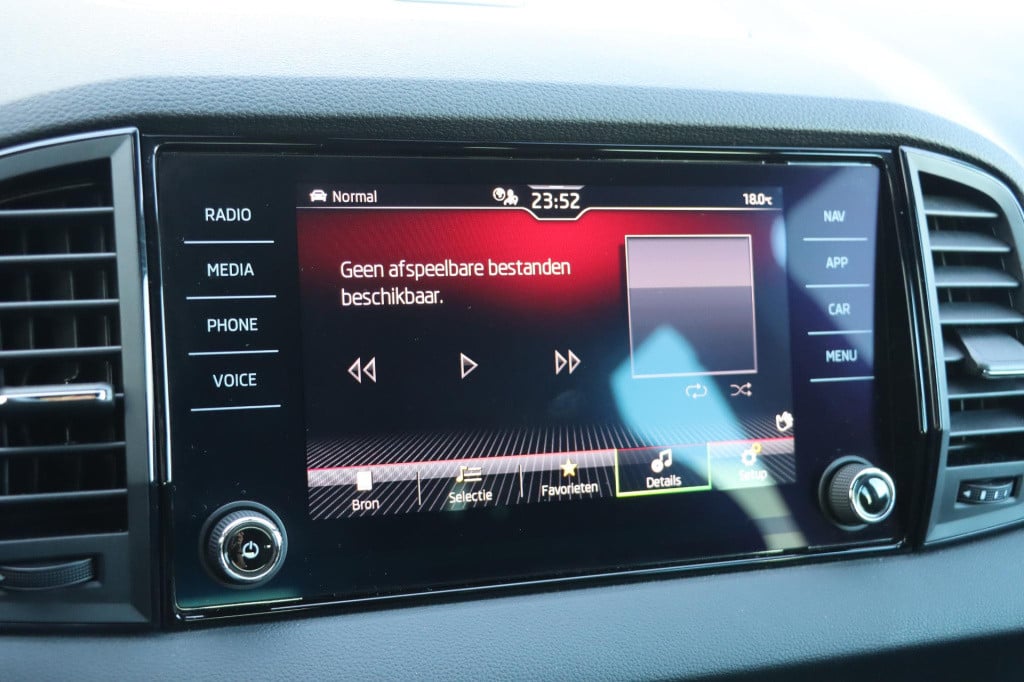 Normal
23:52
18.0°c
RADIO
MEDIA
PHONE
VOICE
Geen afspeelbare bestanden
beschikbaar.
NAV
APP
CAR
MENU
Bron
Selectie
Favorieten
Details
Setup